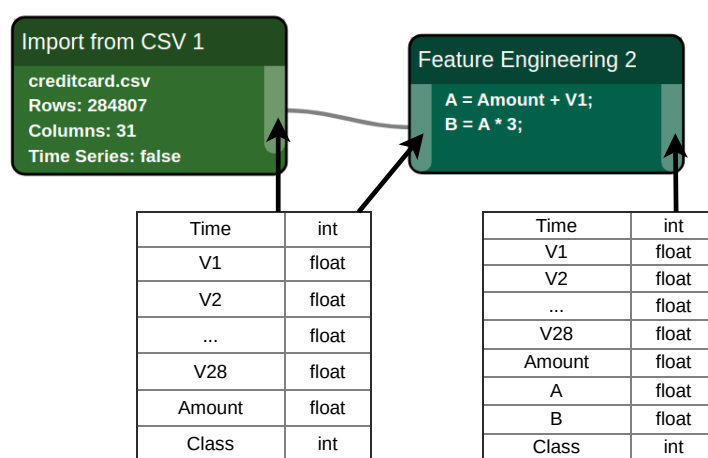 Import from CSV 1
creditcard.csv
Rows: 284807
Columns: 31
Time Series: false
Feature Engineering 2
A = Amount + V1;
B = A * 3;
Time int
V1 float
V2 float
... float
V28 float
Amount float
Class int
Time int
V1 float
V2 float
... float
V28 float
Amount float
A float
B float
Class int